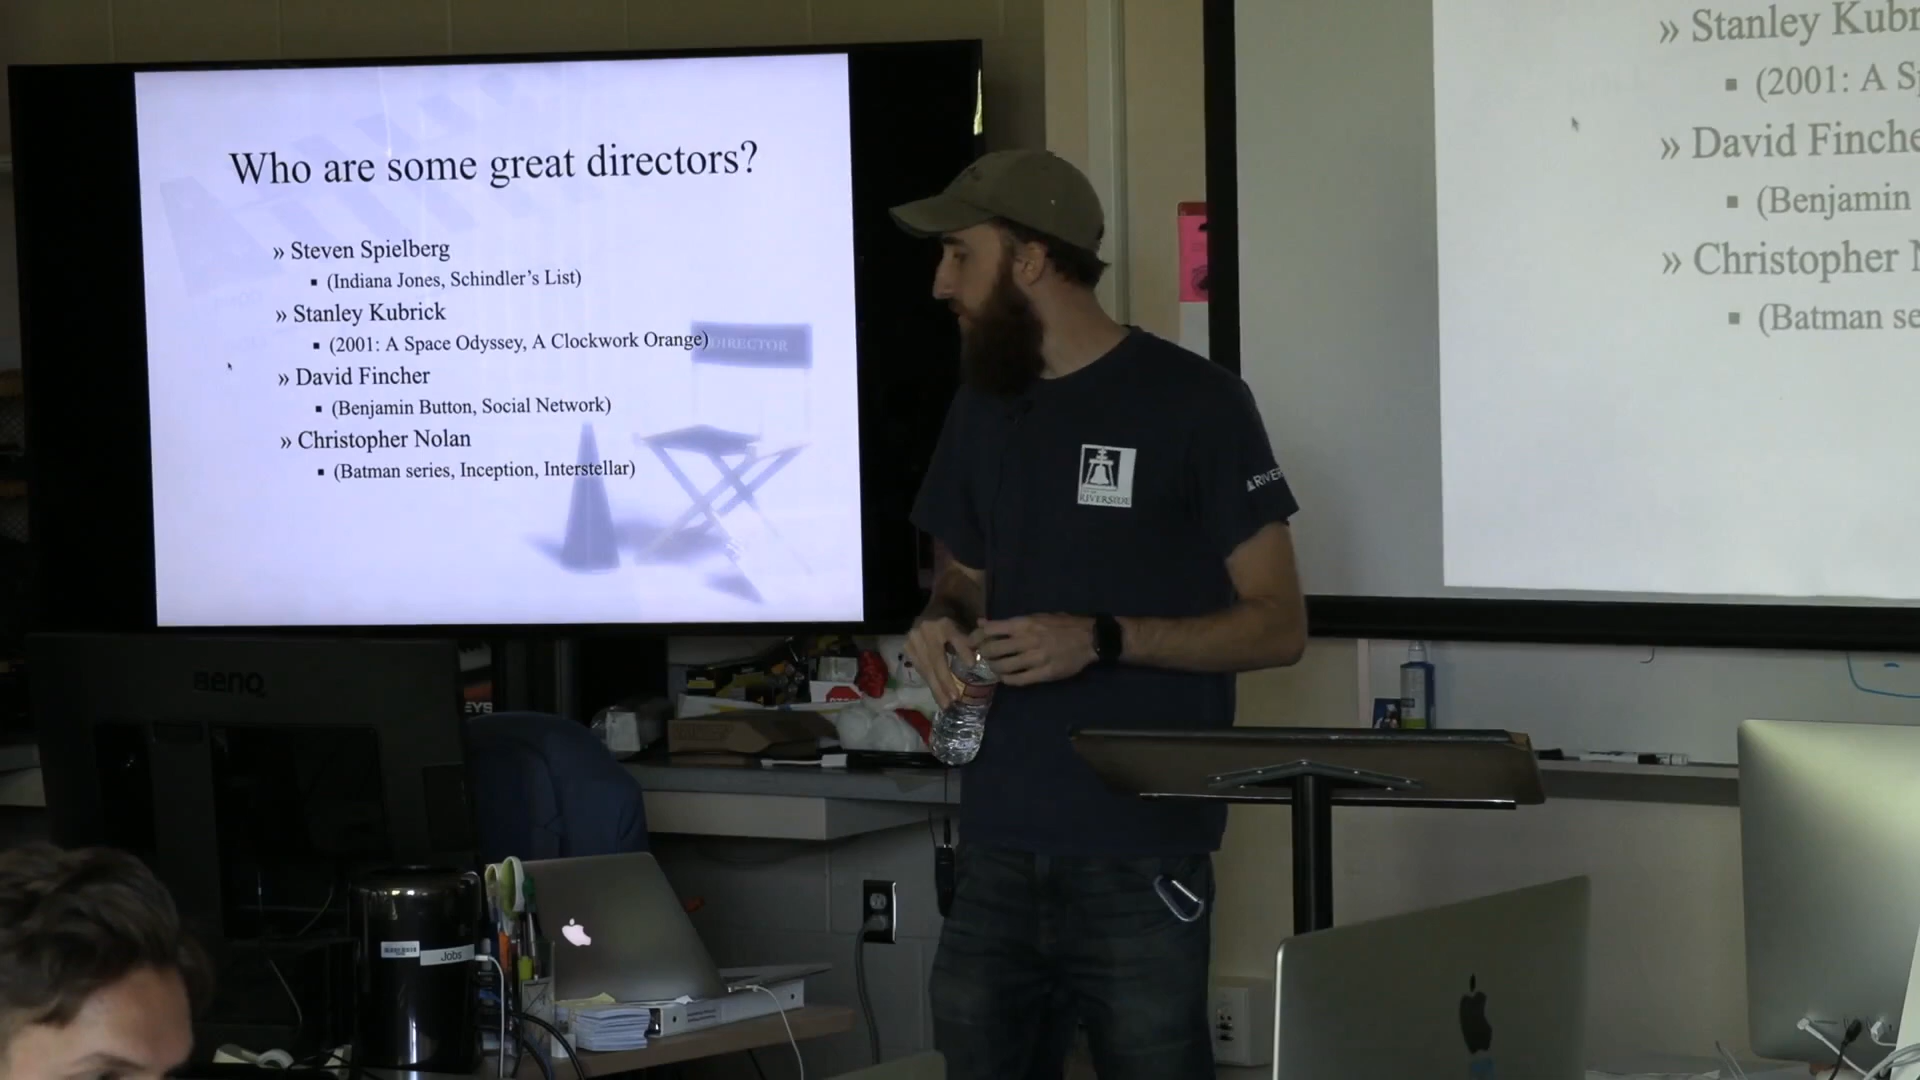 Who are some great directors?
» Steven Spielberg
▪ (Indiana Jones, Schindler’s List)
» Stanley Kubrick
▪ (2001: A Space Odyssey, A Clockwork Orange)
DIRECTOR
» David Fincher
▪ (Benjamin Button, Social Network)
» Christopher Nolan
▪ (Batman series, Inception, Interstellar)
» Stanley Kubr
▪ (2001: A Sp
» David Finche
▪ (Benjamin
» Christopher N
▪ (Batman se
RIVERSIDE
RIVE
BenQ
Jobs